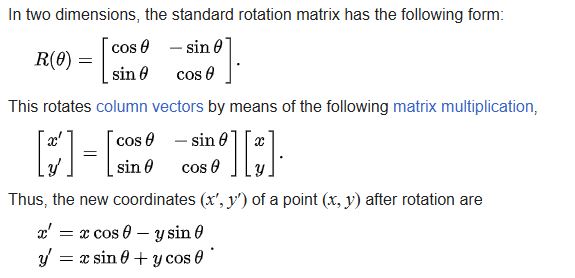 In two dimensions, the standard rotation matrix has the following form:
R(θ) = [cos θ −sin θ
sin θ cos θ].
This rotates column vectors by means of the following matrix multiplication,
[x′
y′] = [cos θ −sin θ
sin θ cos θ] [x
y].
Thus, the new coordinates (x′, y′) of a point (x, y) after rotation are
x′ = x cos θ − y sin θ
y′ = x sin θ + y cos θ .